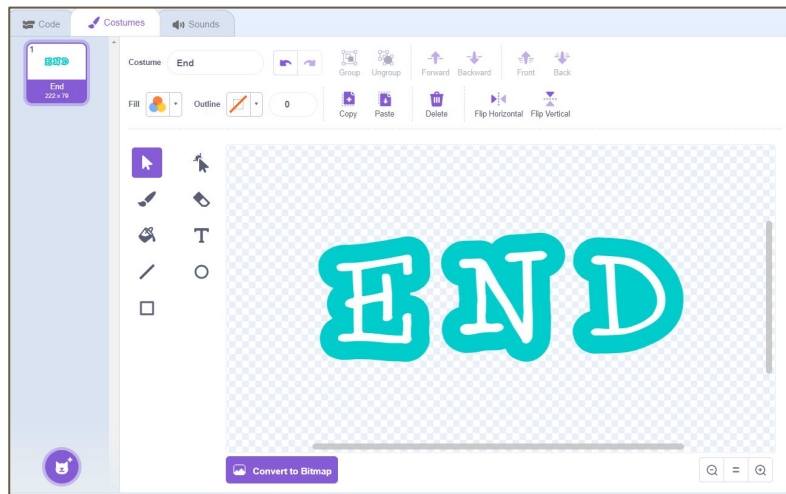 Code Costumes Sounds
1
END
End
222 x 79
Costume End Group Ungroup Forward Backward Front Back
Fill Outline 0 Copy Paste Delete Flip Horizontal Flip Vertical
T
END
Convert to Bitmap
=